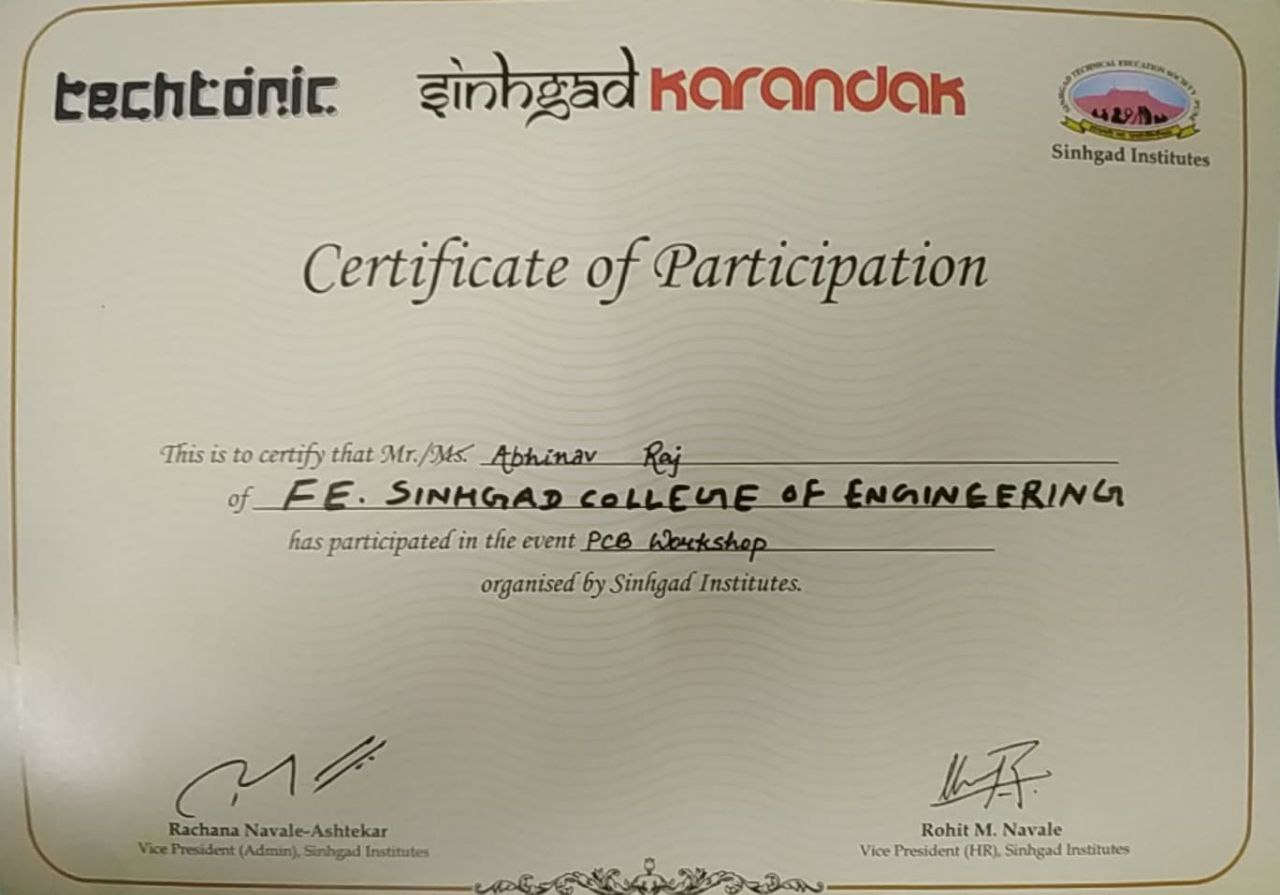 techtonic sinhgad karandak
SINHGAD TECHNICAL EDUCATION SOCIETY
Sinhgad Institutes
Certificate of Participation
This is to certify that Mr./Ms. Abhinav Raj
of FE. SINHGAD COLLEGE OF ENGINEERING
has participated in the event PCB Workshop
organised by Sinhgad Institutes.
Rachana Navale-Ashtekar
Vice President (Admin), Sinhgad Institutes
Rohit M. Navale
Vice President (HR), Sinhgad Institutes